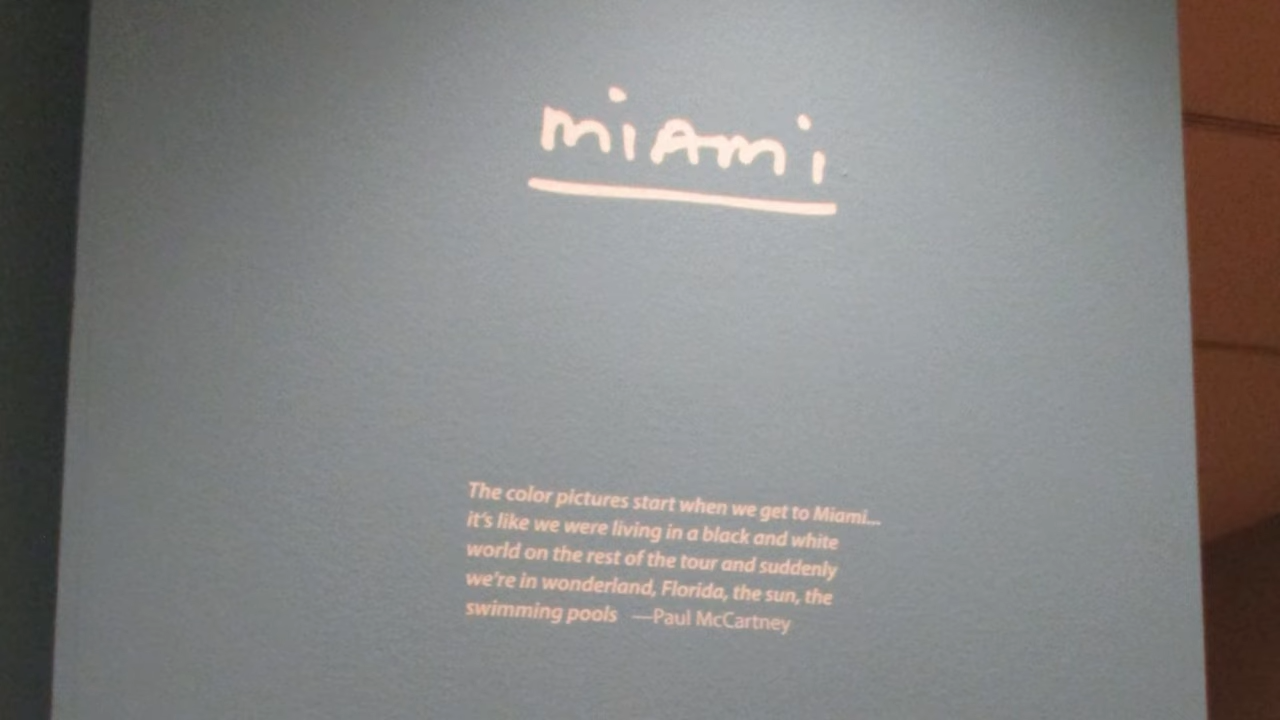 miAmi
The color pictures start when we get to Miami...
it's like we were living in a black and white
world on the rest of the tour and suddenly
we're in wonderland, Florida, the sun, the
swimming pools —Paul McCartney